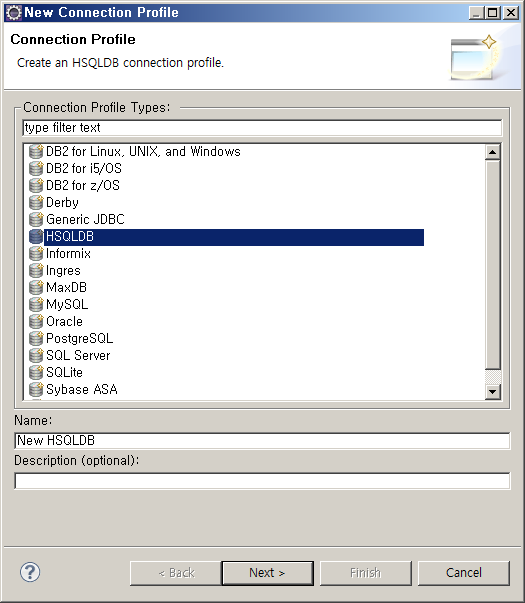 New Connection Profile
Connection Profile
Create an HSQLDB connection profile.
Connection Profile Types:
type filter text
DB2 for Linux, UNIX, and Windows
DB2 for i5/OS
DB2 for z/OS
Derby
Generic JDBC
HSQLDB
Informix
Ingres
MaxDB
MySQL
Oracle
PostgreSQL
SQL Server
SQLite
Sybase ASA
Name:
New HSQLDB
Description (optional):
?
< Back
Next >
Finish
Cancel